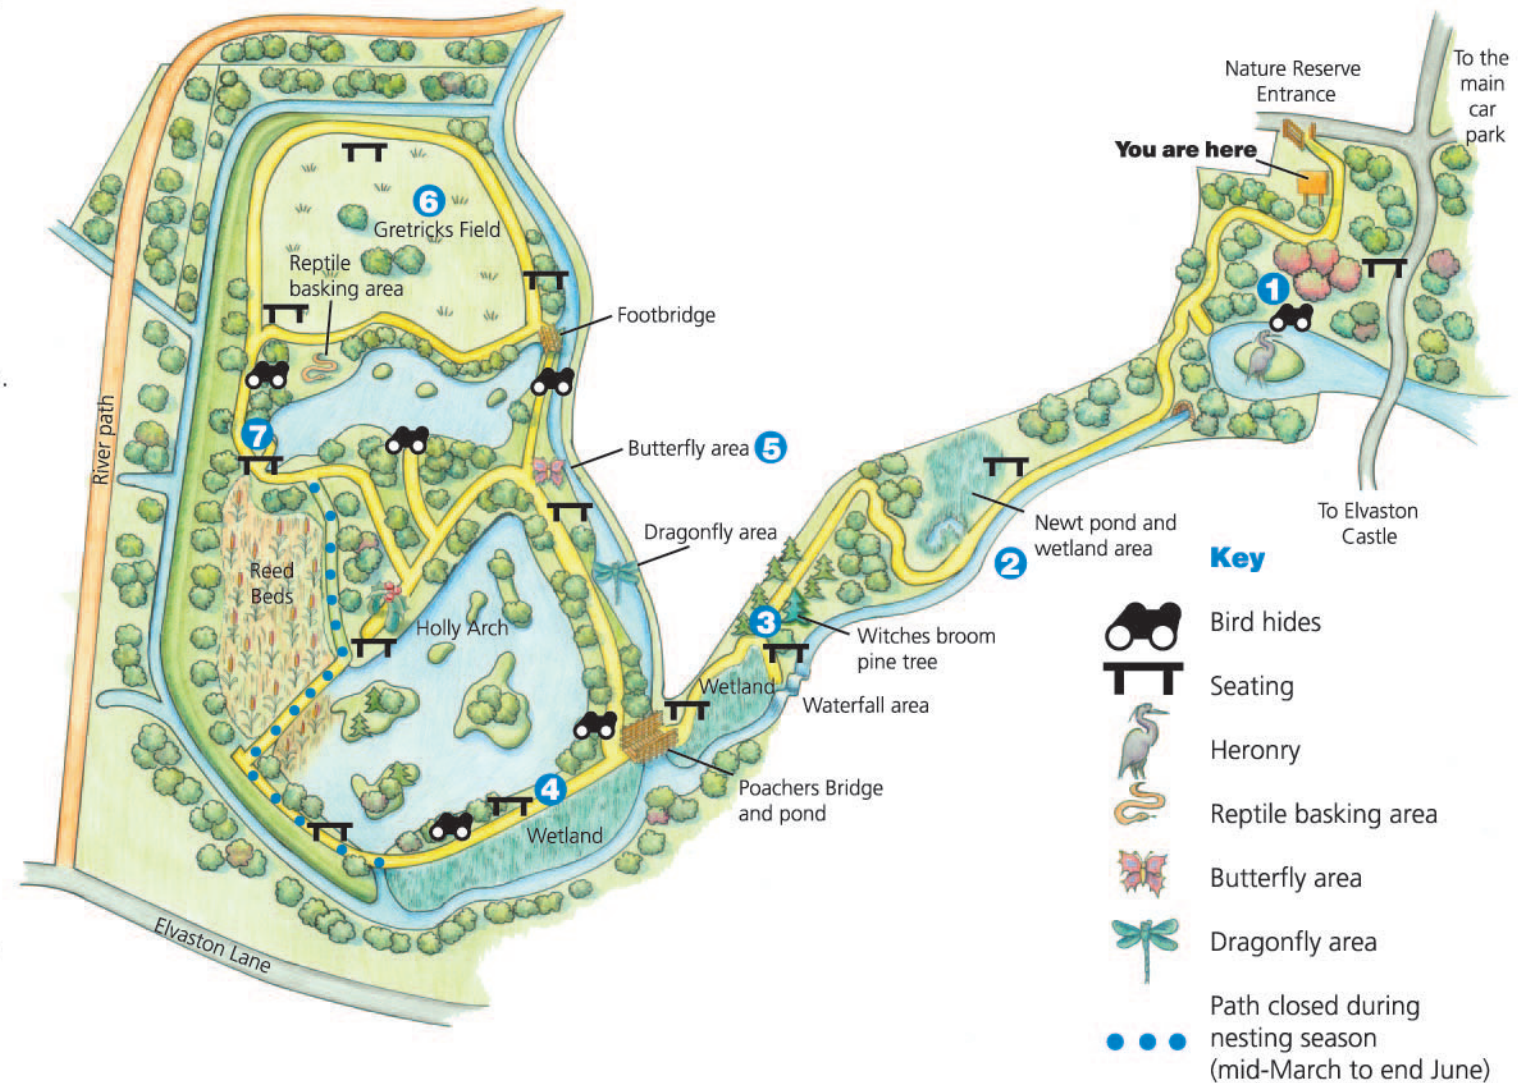 Nature Reserve
Entrance
To the
main
car
park
You are here
1
6
Gretricks Field
Reptile
basking area
Footbridge
River path
7
Butterfly area 5
Dragonfly area
Newt pond and
wetland area
2
To Elvaston
Castle
Reed
Beds
Holly Arch
3
Witches broom
pine tree
Wetland
Waterfall area
Poachers Bridge
and pond
4
Wetland
Elvaston Lane
Key
Bird hides
Seating
Heronry
Reptile basking area
Butterfly area
Dragonfly area
Path closed during
nesting season
(mid-March to end June)